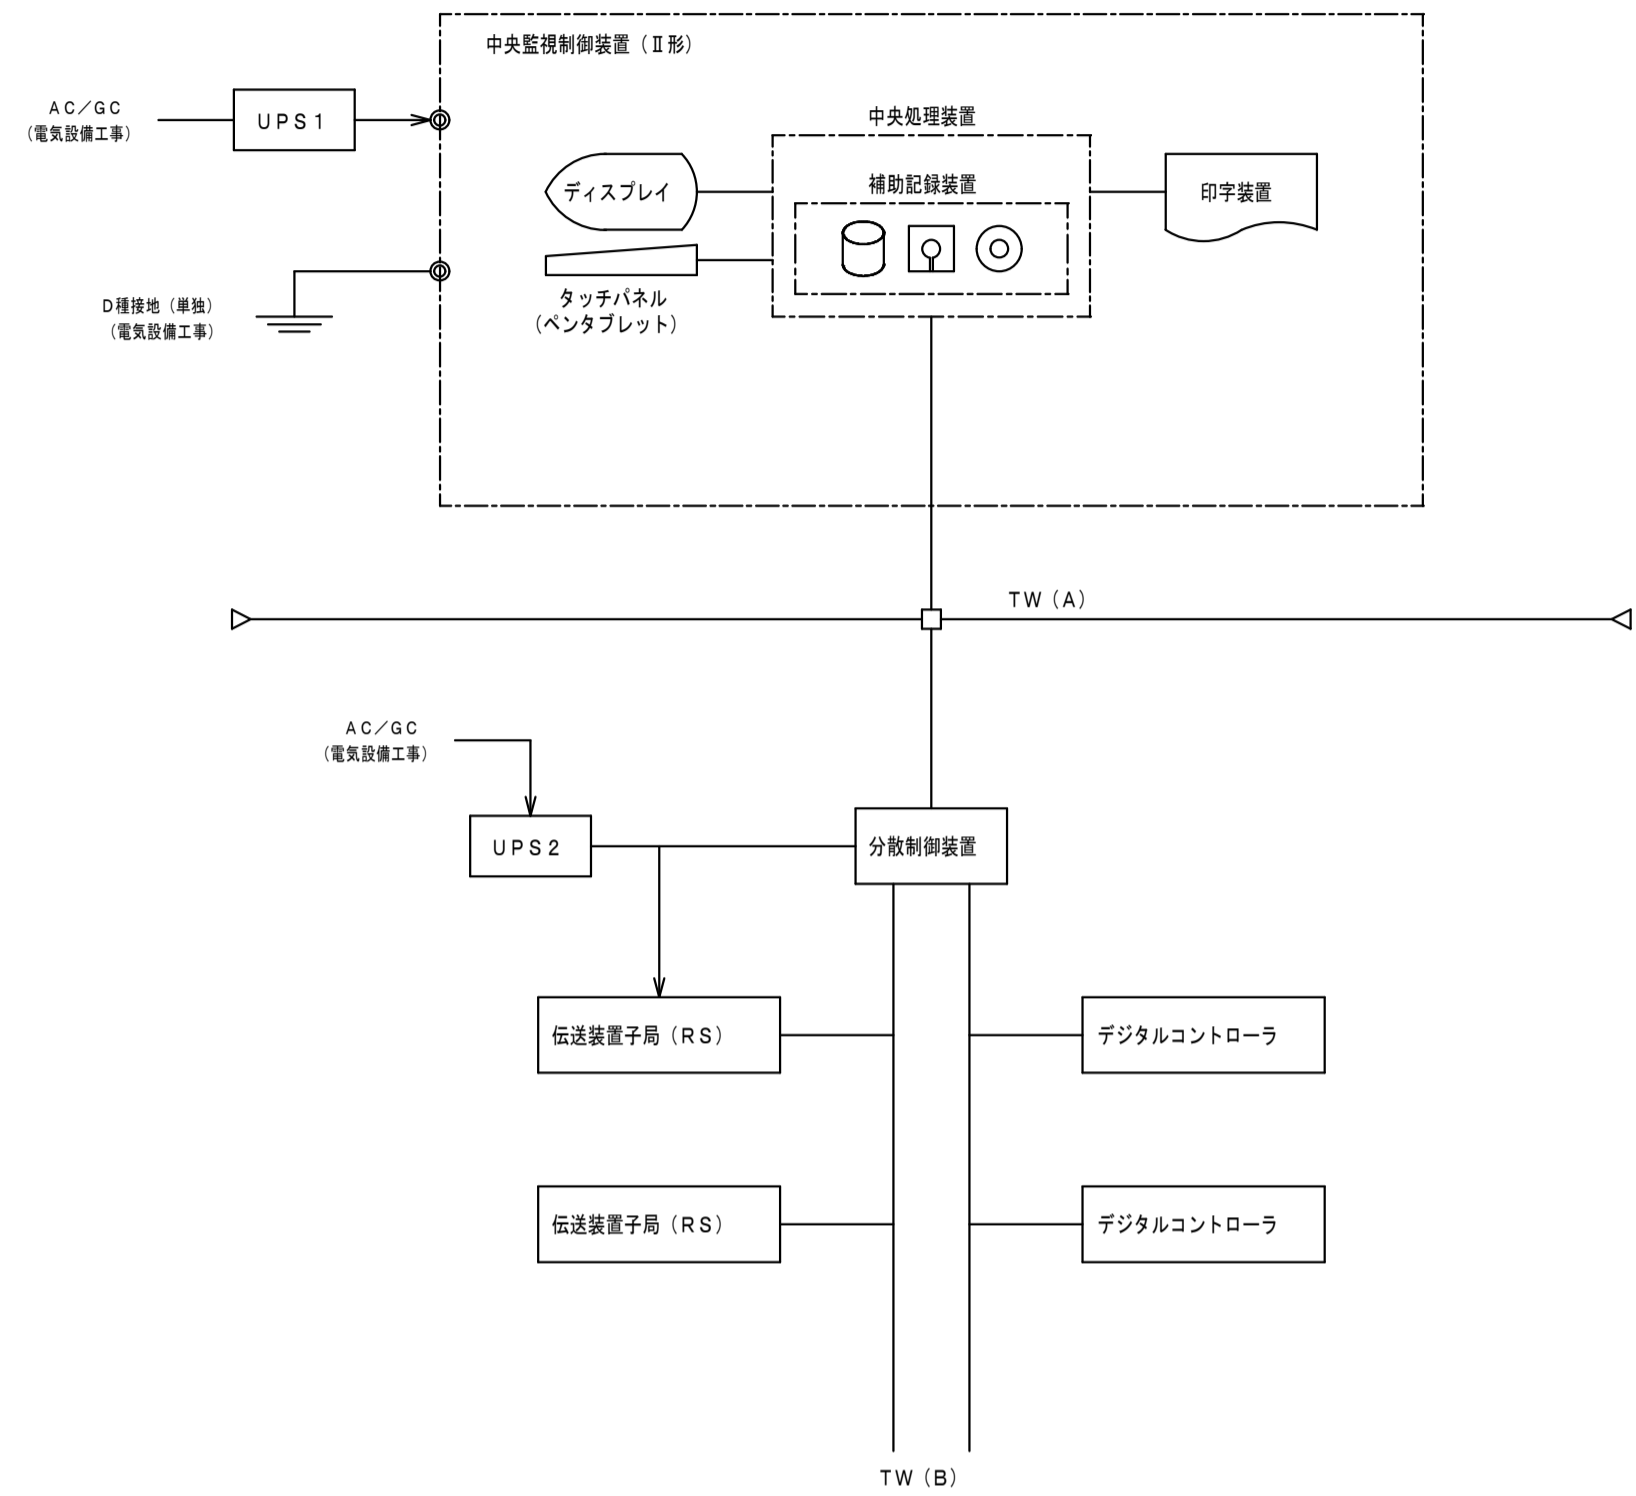 中央監視制御装置（Ⅱ形）
ＡＣ／ＧＣ
（電気設備工事）
ＵＰＳ１
中央処理装置
補助記録装置
ディスプレイ
印字装置
タッチパネル
（ペンタブレット）
Ｄ種接地（単独）
（電気設備工事）
ＴＷ（Ａ）
ＡＣ／ＧＣ
（電気設備工事）
ＵＰＳ２
分散制御装置
伝送装置子局（ＲＳ）
デジタルコントローラ
伝送装置子局（ＲＳ）
デジタルコントローラ
ＴＷ（Ｂ）